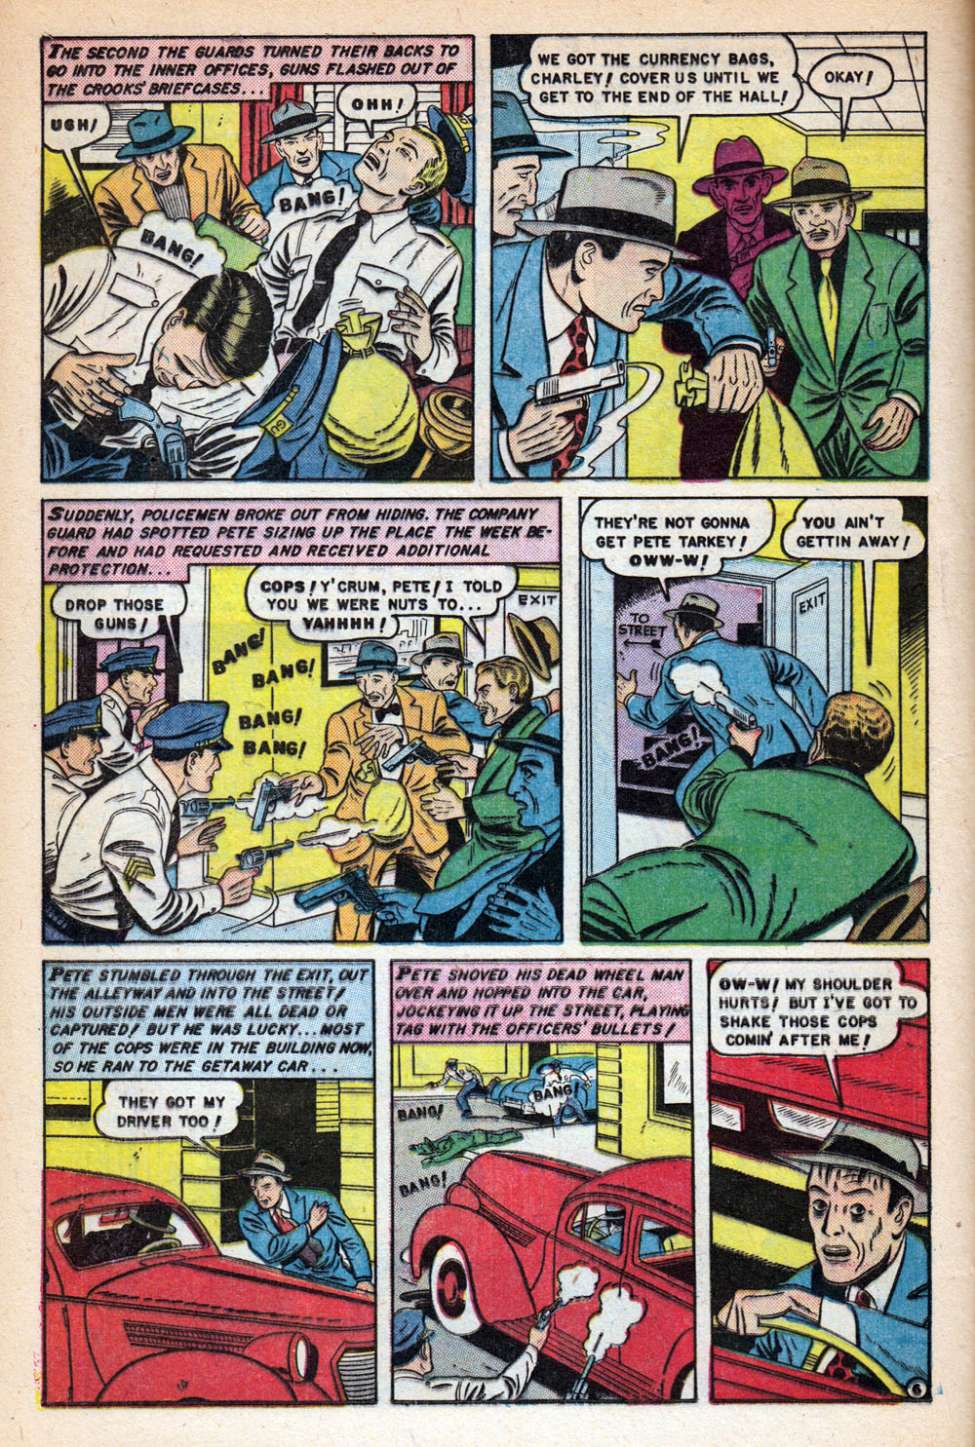 THE SECOND THE GUARDS TURNED THEIR BACKS TO
GO INTO THE INNER OFFICES, GUNS FLASHED OUT OF
THE CROOKS' BRIEFCASES...
UGH!
OHH!
BANG!
BANG!
GU
WE GOT THE CURRENCY BAGS,
CHARLEY! COVER US UNTIL WE
GET TO THE END OF THE HALL!
OKAY!
SUDDENLY, POLICEMEN BROKE OUT FROM HIDING. THE COMPANY
GUARD HAD SPOTTED PETE SIZING UP THE PLACE THE WEEK BE-
FORE AND HAD REQUESTED AND RECEIVED ADDITIONAL
PROTECTION...
DROP THOSE
GUNS!
COPS! Y'CRUM, PETE! I TOLD
YOU WE WERE NUTS TO...
YAHHHH!
EXIT
BANG!
BANG!
BANG!
BANG!
THEY'RE NOT GONNA
GET PETE TARKEY!
OWW-W!
YOU AIN'T
GETTIN AWAY!
EXIT
TO
STREET
BANG!
PETE STUMBLED THROUGH THE EXIT, OUT
THE ALLEYWAY AND INTO THE STREET!
HIS OUTSIDE MEN WERE ALL DEAD OR
CAPTURED! BUT HE WAS LUCKY...MOST
OF THE COPS WERE IN THE BUILDING NOW,
SO HE RAN TO THE GETAWAY CAR...
THEY GOT MY
DRIVER TOO!
PETE SHOVED HIS DEAD WHEEL MAN
OVER AND HOPPED INTO THE CAR,
JOCKEYING IT UP THE STREET, PLAYING
TAG WITH THE OFFICERS' BULLETS!
BANG!
BANG!
BANG!
OW-W! MY SHOULDER
HURTS! BUT I'VE GOT TO
SHAKE THOSE COPS
COMIN' AFTER ME!
6